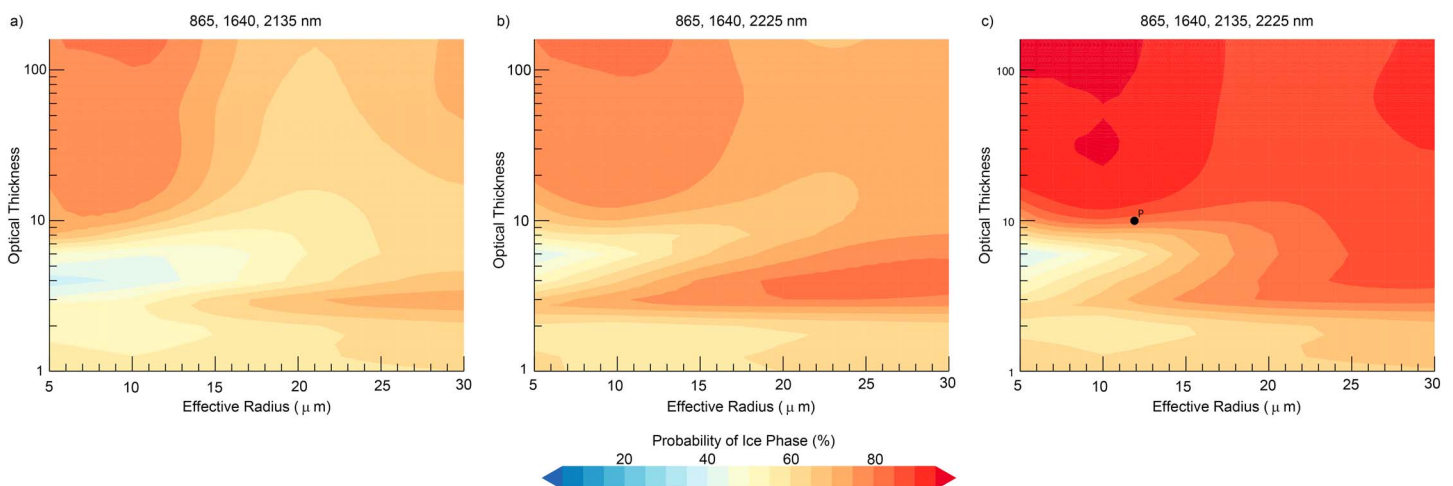 a)
865, 1640, 2135 nm
100
10
1
Optical Thickness
5 10 15 20 25 30
Effective Radius ( μ m)
b)
865, 1640, 2225 nm
100
10
1
Optical Thickness
5 10 15 20 25 30
Effective Radius ( μ m)
c)
865, 1640, 2135, 2225 nm
100
10
1
Optical Thickness
P
5 10 15 20 25 30
Effective Radius ( μ m)
Probability of Ice Phase (%)
20 40 60 80